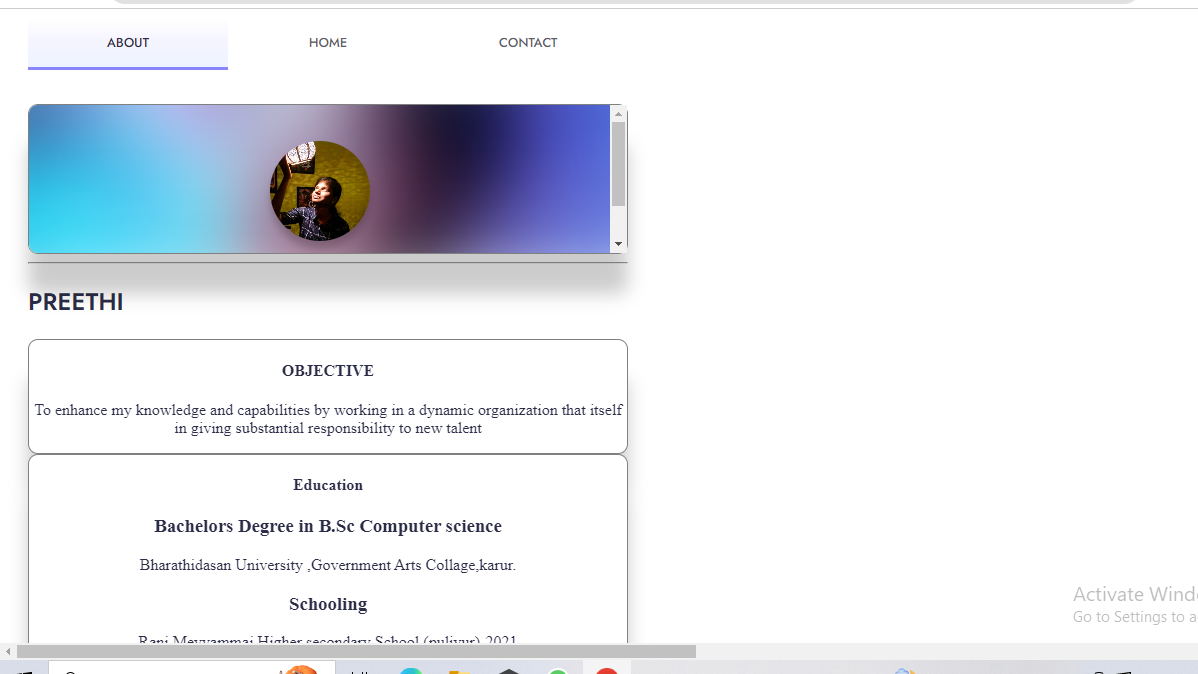 ABOUT HOME CONTACT
PREETHI
OBJECTIVE
To enhance my knowledge and capabilities by working in a dynamic organization that itself
in giving substantial responsibility to new talent
Education
Bachelors Degree in B.Sc Computer science
Bharathidasan University ,Government Arts Collage,karur.
Schooling
Rani Meyyammai Higher secondary School (puliyur) 2021
Activate Wind
Go to Settings to a